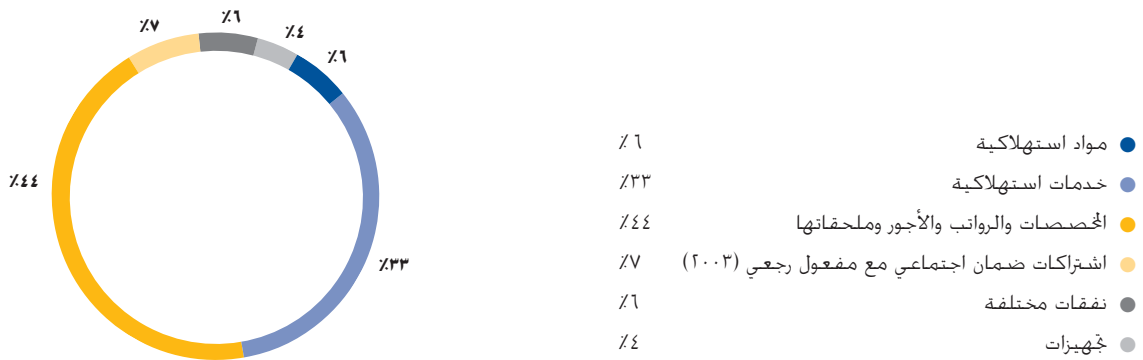 ٪٦
٪٤
٪٧
٪٦
٪٤٤
٪٣٣
مواد استهلاكية ٪٦
خدمات استهلاكية ٪٣٣
المخصصات والرواتب والأجور وملحقاتها ٪٤٤
اشتراكات ضمان اجتماعي مع مفعول رجعي (٢٠٠٣) ٪٧
نفقات مختلفة ٪٦
تجهيزات ٪٤